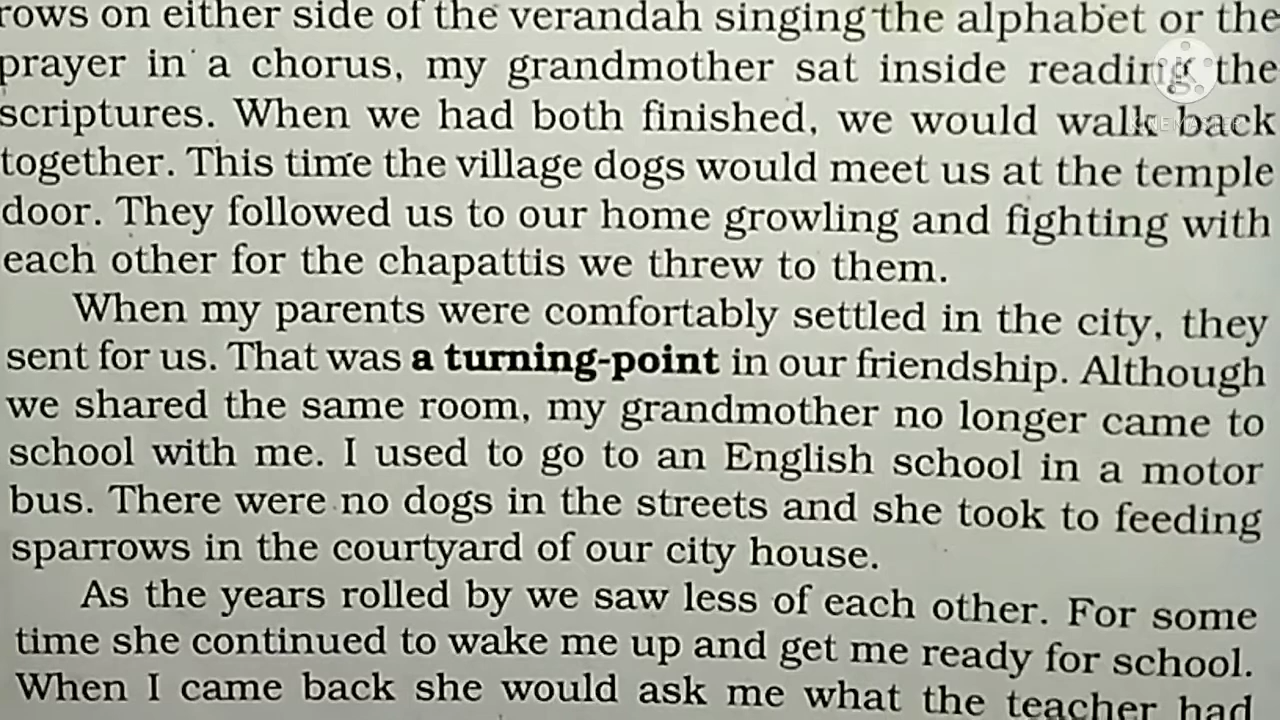 rows on either side of the verandah singing the alphabet or the
prayer in a chorus, my grandmother sat inside reading the
scriptures. When we had both finished, we would walk back
together. This time the village dogs would meet us at the temple
door. They followed us to our home growling and fighting with
each other for the chapattis we threw to them.
When my parents were comfortably settled in the city, they
sent for us. That was a turning-point in our friendship. Although
we shared the same room, my grandmother no longer came to
school with me. I used to go to an English school in a motor
bus. There were no dogs in the streets and she took to feeding
sparrows in the courtyard of our city house.
As the years rolled by we saw less of each other. For some
time she continued to wake me up and get me ready for school.
When I came back she would ask me what the teacher had
K
KINEMASTER